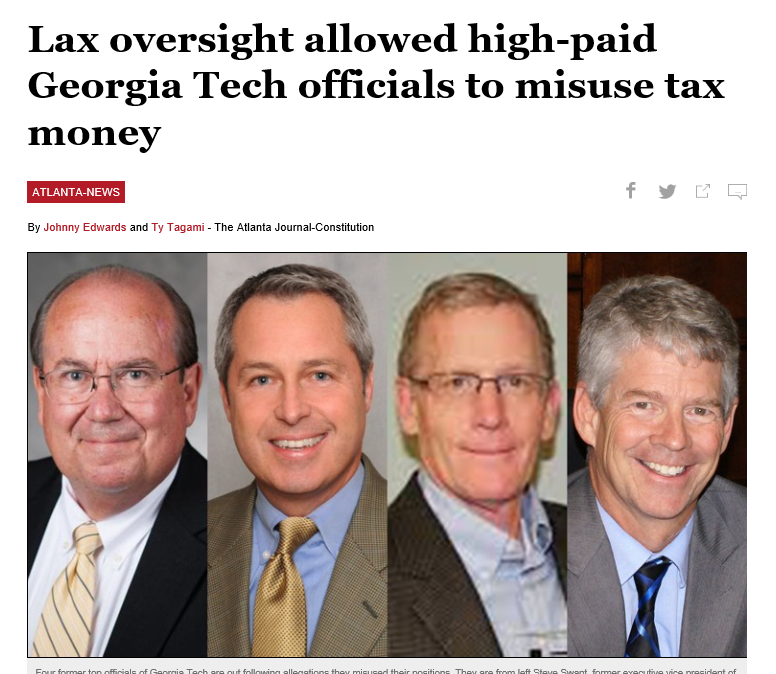 Lax oversight allowed high-paid
Georgia Tech officials to misuse tax
money
ATLANTA-NEWS
By Johnny Edwards and Ty Tagami - The Atlanta Journal-Constitution
Four former top officials of Georgia Tech are out following allegations they misused their positions. They are from left Steve Swant, former executive vice president of